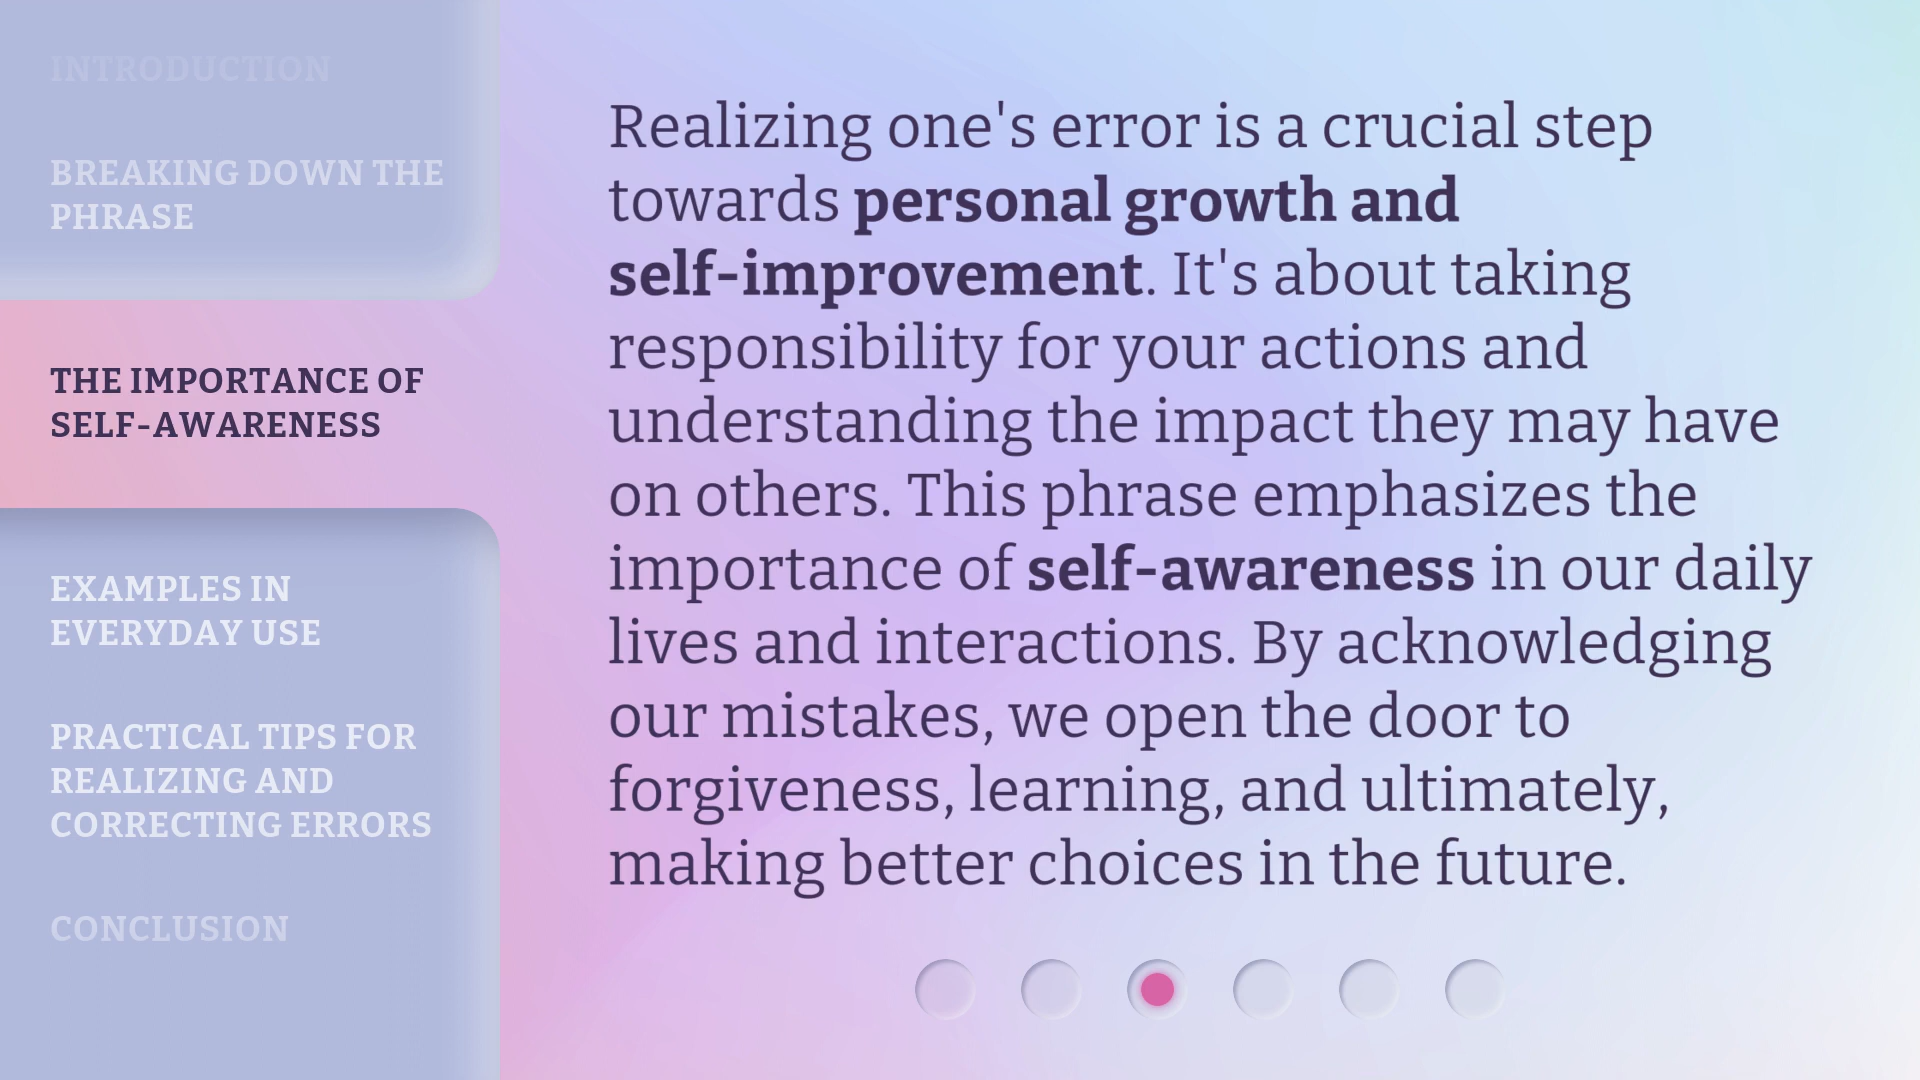 INTRODUCTION
BREAKING DOWN THE
PHRASE
THE IMPORTANCE OF
SELF-AWARENESS
EXAMPLES IN
EVERYDAY USE
PRACTICAL TIPS FOR
REALIZING AND
CORRECTING ERRORS
CONCLUSION
Realizing one's error is a crucial step
towards personal growth and
self-improvement. It's about taking
responsibility for your actions and
understanding the impact they may have
on others. This phrase emphasizes the
importance of self-awareness in our daily
lives and interactions. By acknowledging
our mistakes, we open the door to
forgiveness, learning, and ultimately,
making better choices in the future.